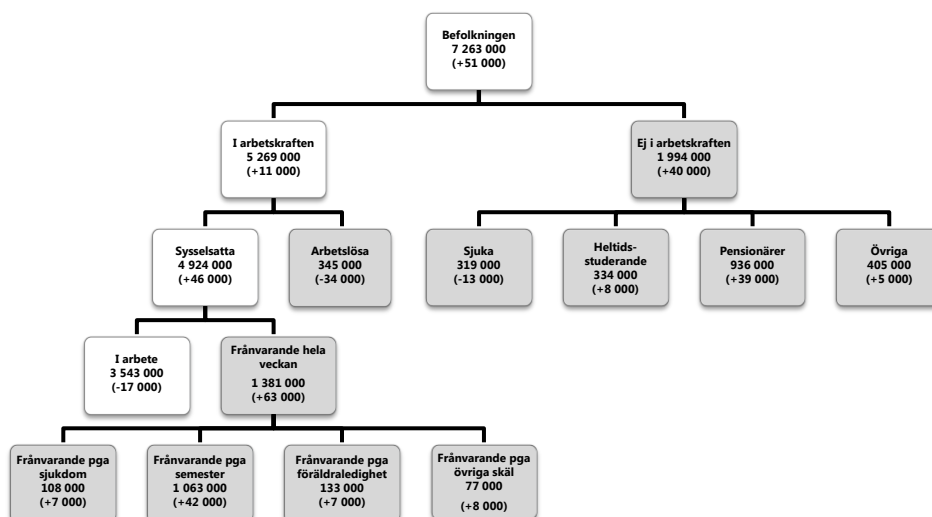 Befolkningen
7 263 000
(+51 000)
I arbetskraften
5 269 000
(+11 000)
Ej i arbetskraften
1 994 000
(+40 000)
Sysselsatta
4 924 000
(+46 000)
Arbetslösa
345 000
(-34 000)
Sjuka
319 000
(-13 000)
Heltids-
studerande
334 000
(+8 000)
Pensionärer
936 000
(+39 000)
Övriga
405 000
(+5 000)
I arbete
3 543 000
(-17 000)
Frånvarande hela
veckan
1 381 000
(+63 000)
Frånvarande pga
sjukdom
108 000
(+7 000)
Frånvarande pga
semester
1 063 000
(+42 000)
Frånvarande pga
föräldraledighet
133 000
(+7 000)
Frånvarande pga
övriga skäl
77 000
(+8 000)